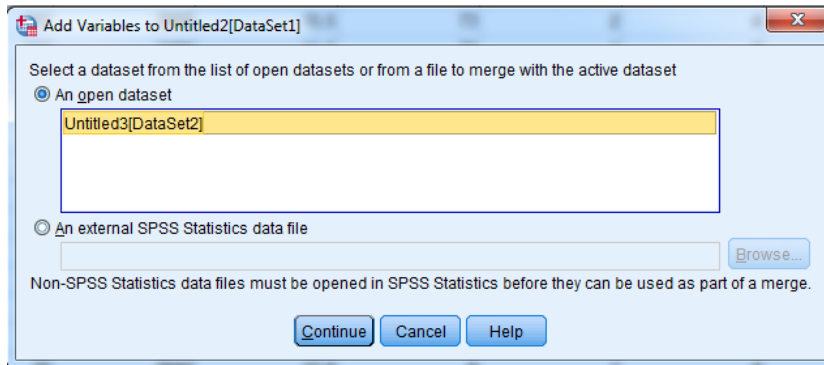 Add Variables to Untitled2[DataSet1]
Select a dataset from the list of open datasets or from a file to merge with the active dataset
An open dataset
Untitled3[DataSet2]
An external SPSS Statistics data file
Browse...
Non-SPSS Statistics data files must be opened in SPSS Statistics before they can be used as part of a merge.
Continue Cancel Help